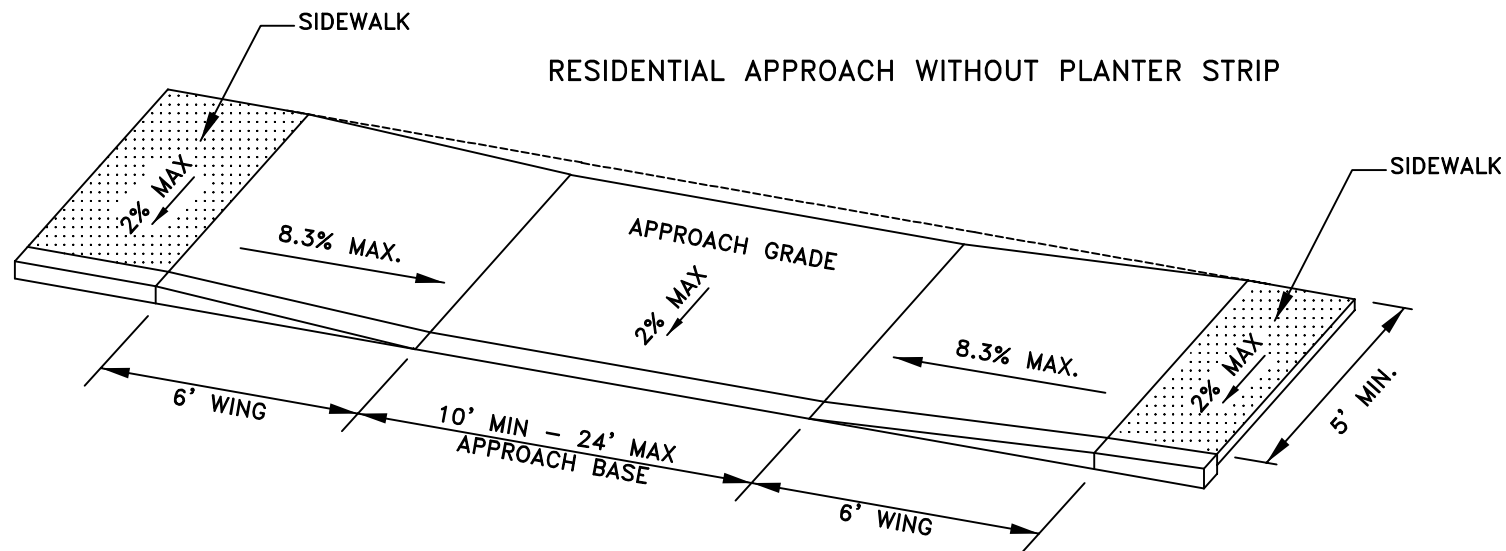 SIDEWALK
RESIDENTIAL APPROACH WITHOUT PLANTER STRIP
SIDEWALK
2% MAX
8.3% MAX.
APPROACH GRADE
2% MAX
8.3% MAX.
2% MAX
5' MIN.
6' WING
10' MIN – 24' MAX
APPROACH BASE
6' WING